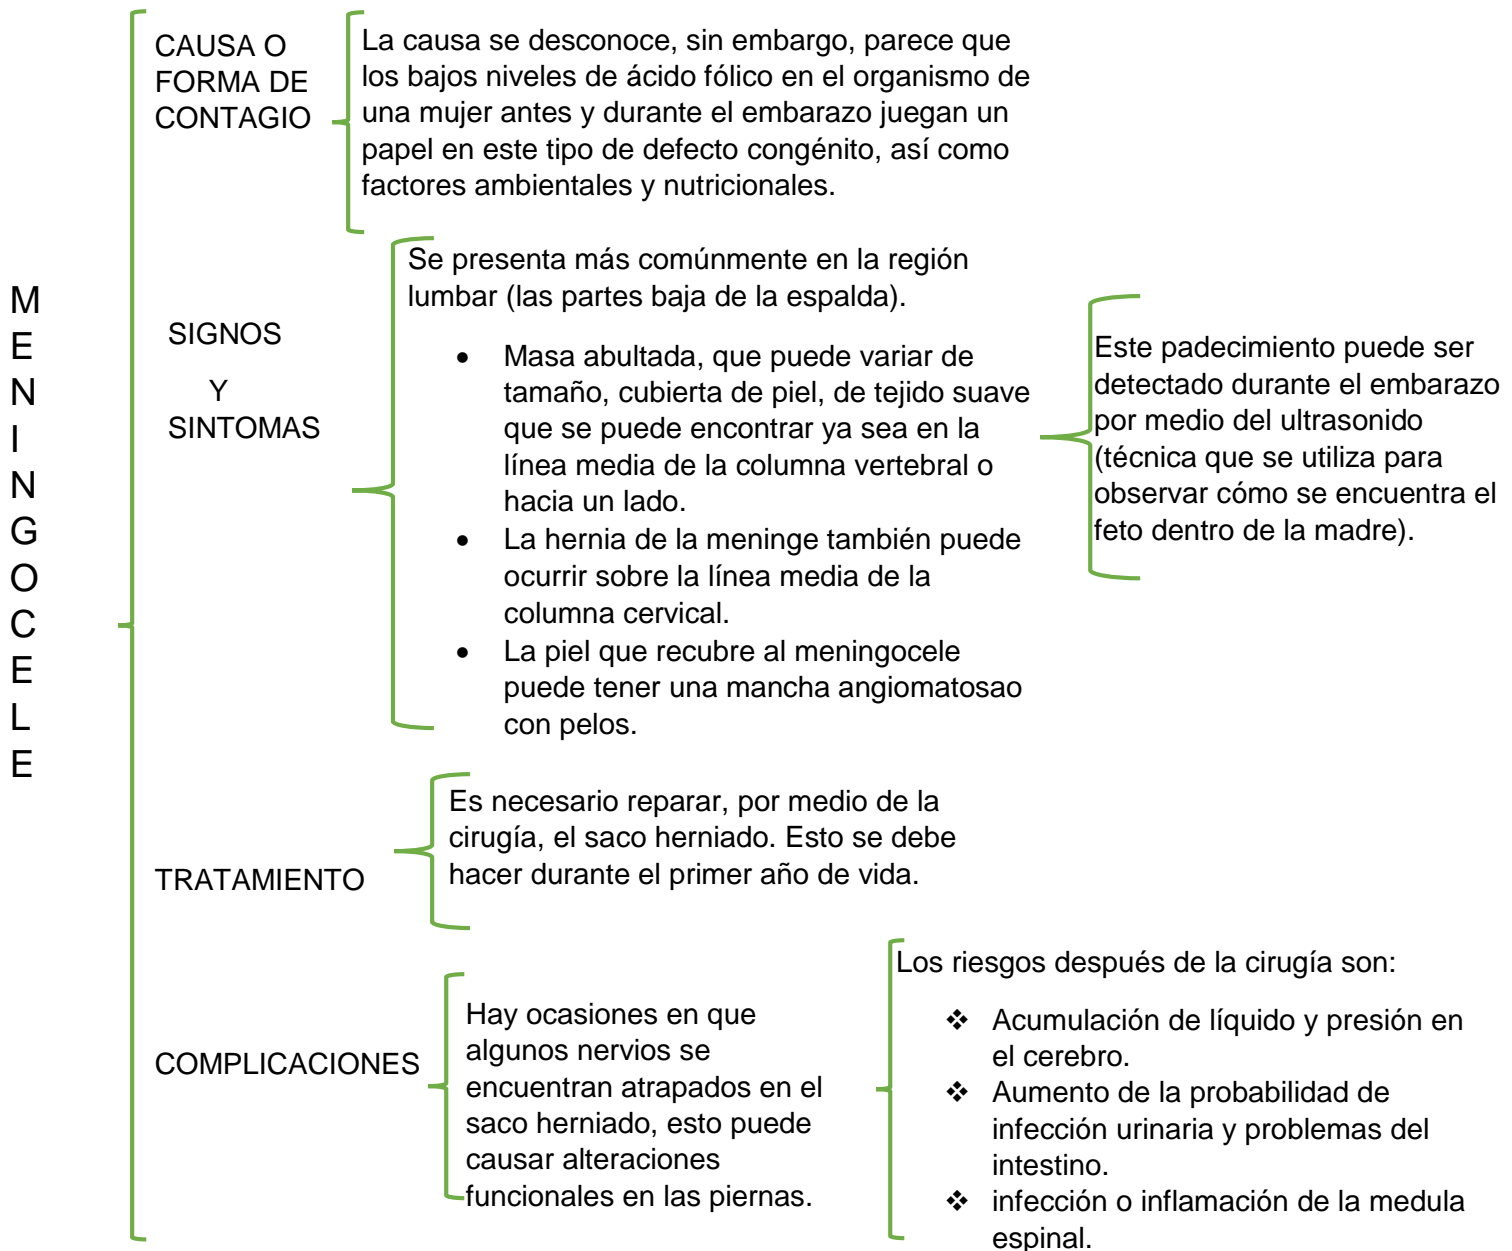 M
E
N
I
N
G
O
C
E
L
E
CAUSA O
FORMA DE
CONTAGIO
La causa se desconoce, sin embargo, parece que
los bajos niveles de ácido fólico en el organismo de
una mujer antes y durante el embarazo juegan un
papel en este tipo de defecto congénito, así como
factores ambientales y nutricionales.
SIGNOS
Y
SINTOMAS
Se presenta más comúnmente en la región
lumbar (las partes baja de la espalda).
• Masa abultada, que puede variar de
tamaño, cubierta de piel, de tejido suave
que se puede encontrar ya sea en la
línea media de la columna vertebral o
hacia un lado.
• La hernia de la meninge también puede
ocurrir sobre la línea media de la
columna cervical.
• La piel que recubre al meningocele
puede tener una mancha angiomatosao
con pelos.
Este padecimiento puede ser
detectado durante el embarazo
por medio del ultrasonido
(técnica que se utiliza para
observar cómo se encuentra el
feto dentro de la madre).
TRATAMIENTO
Es necesario reparar, por medio de la
cirugía, el saco herniado. Esto se debe
hacer durante el primer año de vida.
COMPLICACIONES
Hay ocasiones en que
algunos nervios se
encuentran atrapados en el
saco herniado, esto puede
causar alteraciones
funcionales en las piernas.
Los riesgos después de la cirugía son:
❖ Acumulación de líquido y presión en
el cerebro.
❖ Aumento de la probabilidad de
infección urinaria y problemas del
intestino.
❖ infección o inflamación de la medula
espinal.